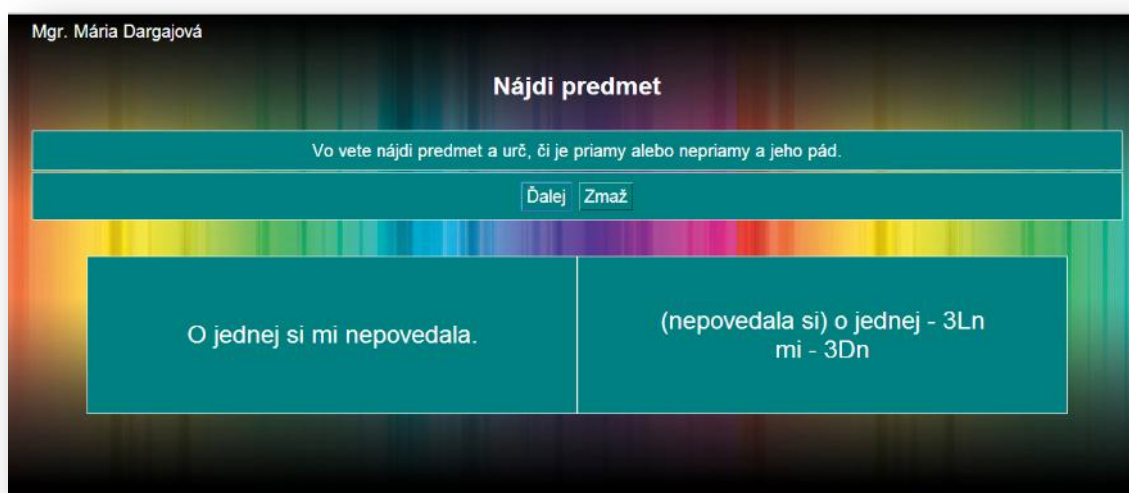 Mgr. Mária Dargajová
Nájdi predmet
Vo vete nájdi predmet a urč, či je priamy alebo nepriamy a jeho pád.
Ďalej Zmaž
O jednej si mi nepovedala.
(nepovedala si) o jednej - 3Ln
mi - 3Dn